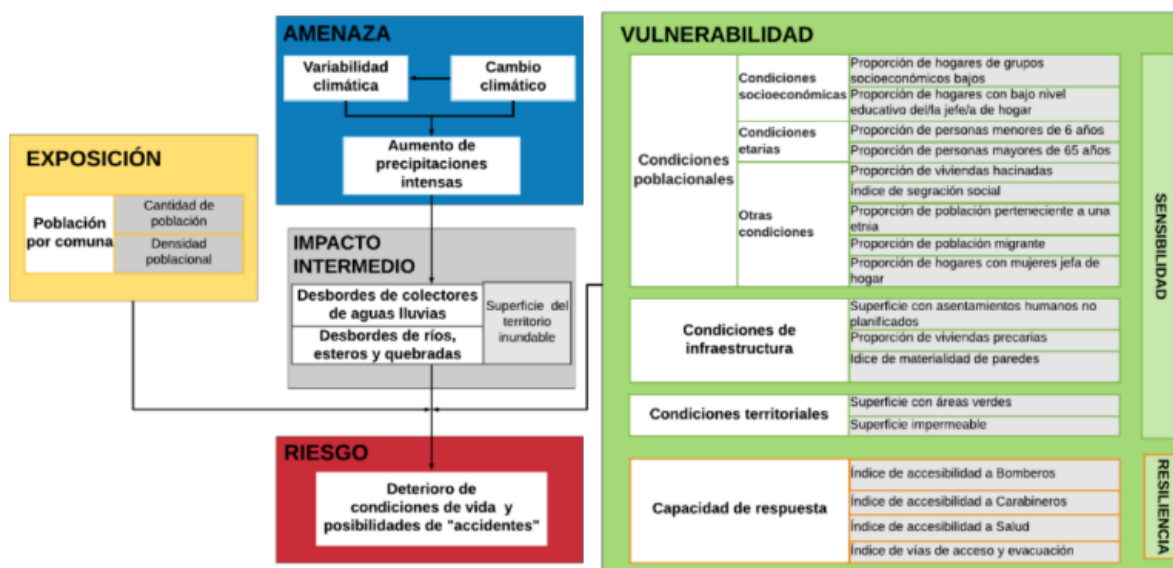 EXPOSICIÓN
Población
por comuna
Cantidad de
población
Densidad
poblacional
AMENAZA
Variabilidad
climática
Cambio
climático
Aumento de
precipitaciones
intensas
IMPACTO
INTERMEDIO
Desbordes de colectores
de aguas lluvias
Desbordes de ríos,
esteros y quebradas
Superficie del
territorio
inundable
RIESGO
Deterioro de
condiciones de vida y
posibilidades de "accidentes"
VULNERABILIDAD
Condiciones
poblacionales
Condiciones
socioeconómicas
Proporción de hogares de grupos
socioeconómicos bajos
Proporción de hogares con bajo nivel
educativo del/la jefe/a de hogar
Condiciones
etarias
Proporción de personas menores de 6 años
Proporción de personas mayores de 65 años
Otras
condiciones
Proporción de viviendas hacinadas
Índice de segración social
Proporción de población perteneciente a una
etnia
Proporción de población migrante
Proporción de hogares con mujeres jefa de
hogar
Condiciones de
infraestructura
Superficie con asentamientos humanos no
planificados
Proporción de viviendas precarias
Idice de materialidad de paredes
Condiciones territoriales
Superficie con áreas verdes
Superficie impermeable
SENSIBILIDAD
Capacidad de respuesta
Índice de accesibilidad a Bomberos
Índice de accesibilidad a Carabineros
Índice de accesibilidad a Salud
Índice de vías de acceso y evacuación
RESILIENCIA